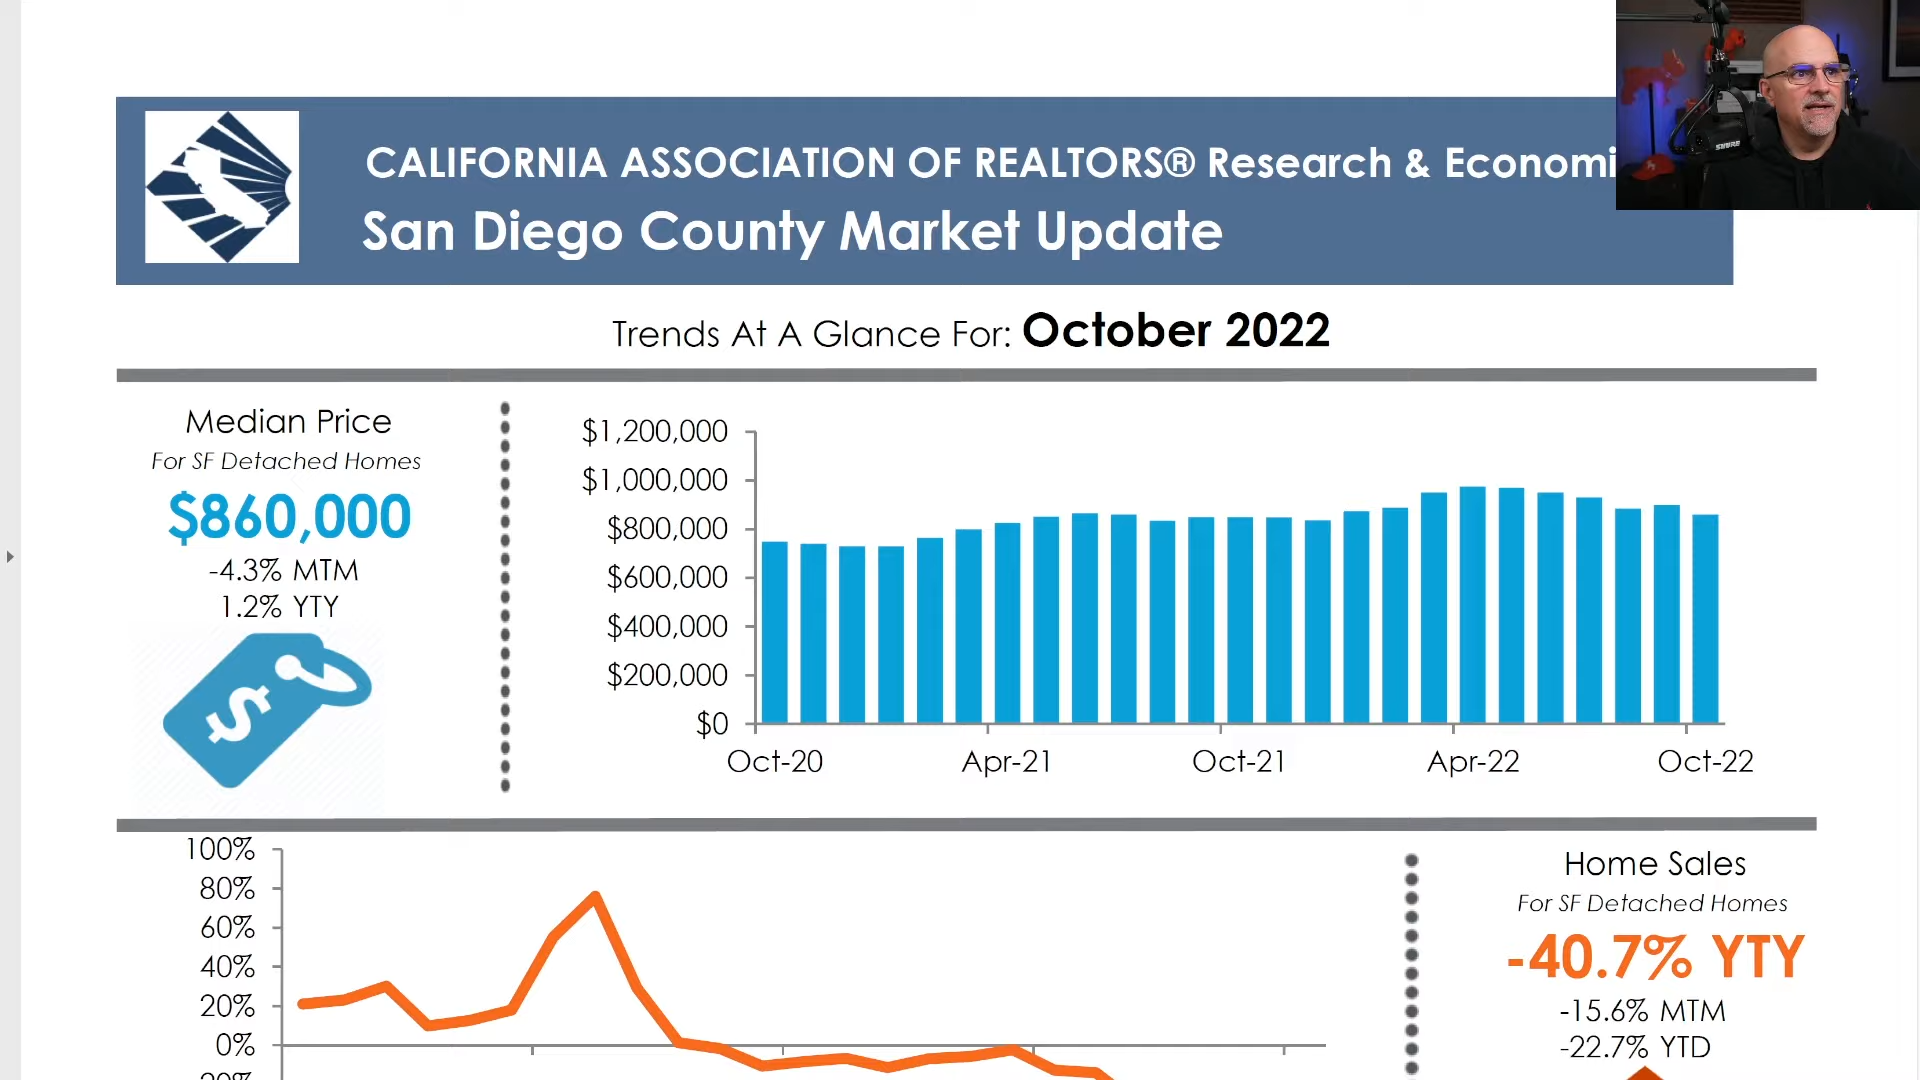 CALIFORNIA ASSOCIATION OF REALTORS® Research & Economi
San Diego County Market Update
Trends At A Glance For: October 2022
Median Price
For SF Detached Homes
$860,000
-4.3% MTM
1.2% YTY
$
$1,200,000
$1,000,000
$800,000
$600,000
$400,000
$200,000
$0
Oct-20 Apr-21 Oct-21 Apr-22 Oct-22
100%
80%
60%
40%
20%
0%
Home Sales
For SF Detached Homes
-40.7% YTY
-15.6% MTM
-22.7% YTD
SHURE